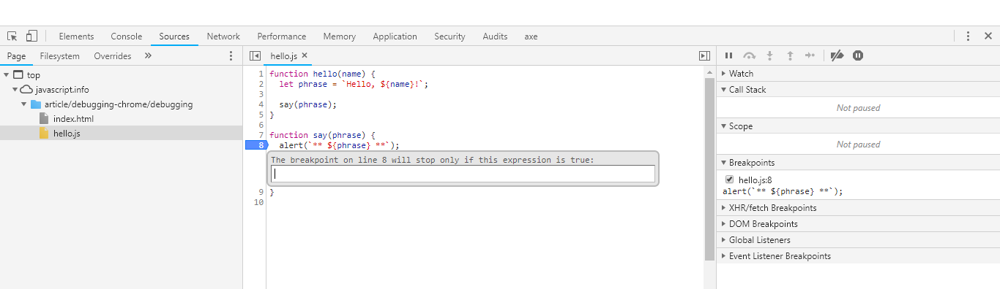 Elements Console Sources Network Performance Memory Application Security Audits axe
Page Filesystem Overrides »
hello.js ×
top
javascript.info
article/debugging-chrome/debugging
index.html
hello.js
1 function hello(name) {
2 let phrase = `Hello, ${name}!`;
3
4 say(phrase);
5 }
6
7 function say(phrase) {
8 alert(`** ${phrase} **`);
The breakpoint on line 8 will stop only if this expression is true:
9 }
10
Watch
Call Stack
Not paused
Scope
Not paused
Breakpoints
hello.js:8
alert(`** ${phrase} **`);
XHR/fetch Breakpoints
DOM Breakpoints
Global Listeners
Event Listener Breakpoints